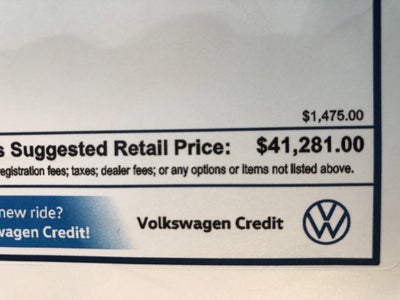 $1,475.00
s Suggested Retail Price: $41,281.00
registration fees; taxes; dealer fees; or any options or items not listed above.
new ride?
wagen Credit!
Volkswagen Credit